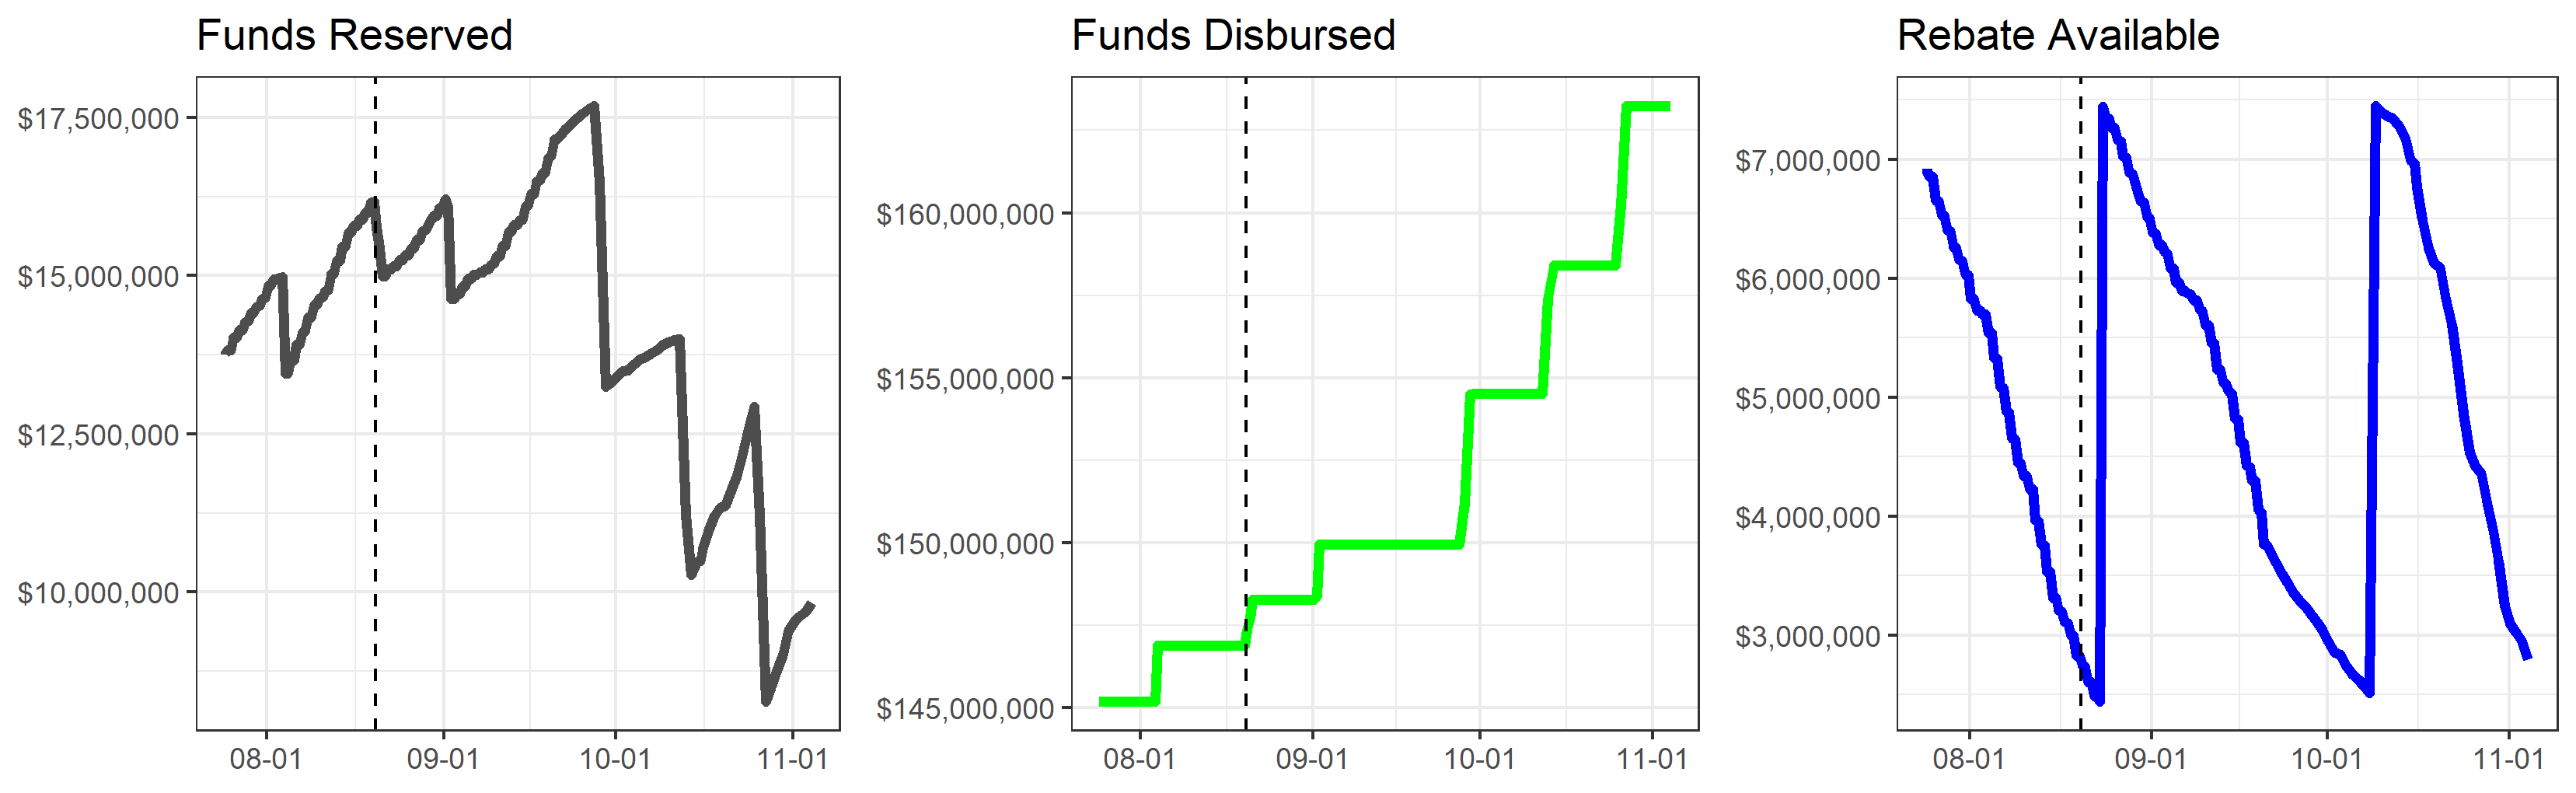 Funds Reserved
$17,500,000
$15,000,000
$12,500,000
$10,000,000
08-01 09-01 10-01 11-01
Funds Disbursed
$160,000,000
$155,000,000
$150,000,000
$145,000,000
08-01 09-01 10-01 11-01
Rebate Available
$7,000,000
$6,000,000
$5,000,000
$4,000,000
$3,000,000
08-01 09-01 10-01 11-01